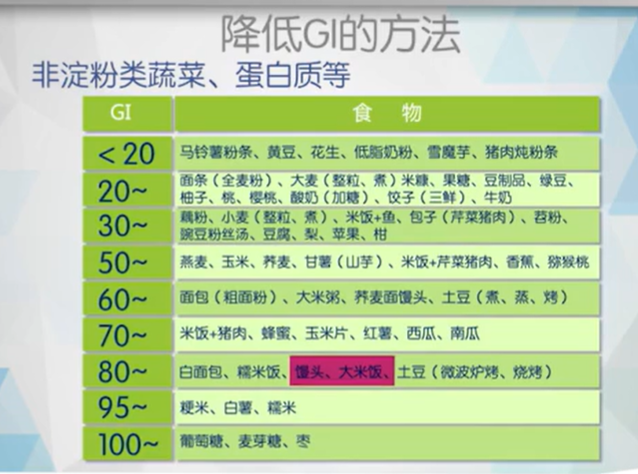 降低GI的方法
非淀粉类蔬菜、蛋白质等
GI 食 物
< 20 马铃薯粉条、黄豆、花生、低脂奶粉、雪魔芋、猪肉炖粉条
20~ 面条（全麦粉）、大麦（整粒、煮）米糠、果糖、豆制品、绿豆、
柚子、桃、樱桃、酸奶（加糖）、饺子（三鲜）、牛奶
30~ 藕粉、小麦（整粒、煮）、米饭+鱼、包子（芹菜猪肉）、苕粉、
豌豆粉丝汤、豆腐、梨、苹果、柑
50~ 燕麦、玉米、荞麦、甘薯（山芋）、米饭+芹菜猪肉、香蕉、猕猴桃
60~ 面包（粗面粉）、大米粥、荞麦面馒头、土豆（煮、蒸、烤）
70~ 米饭+猪肉、蜂蜜、玉米片、红薯、西瓜、南瓜
80~ 白面包、糯米饭、馒头、大米饭、土豆（微波炉烤、烧烤）
95~ 粳米、白薯、糯米
100~ 葡萄糖、麦芽糖、枣